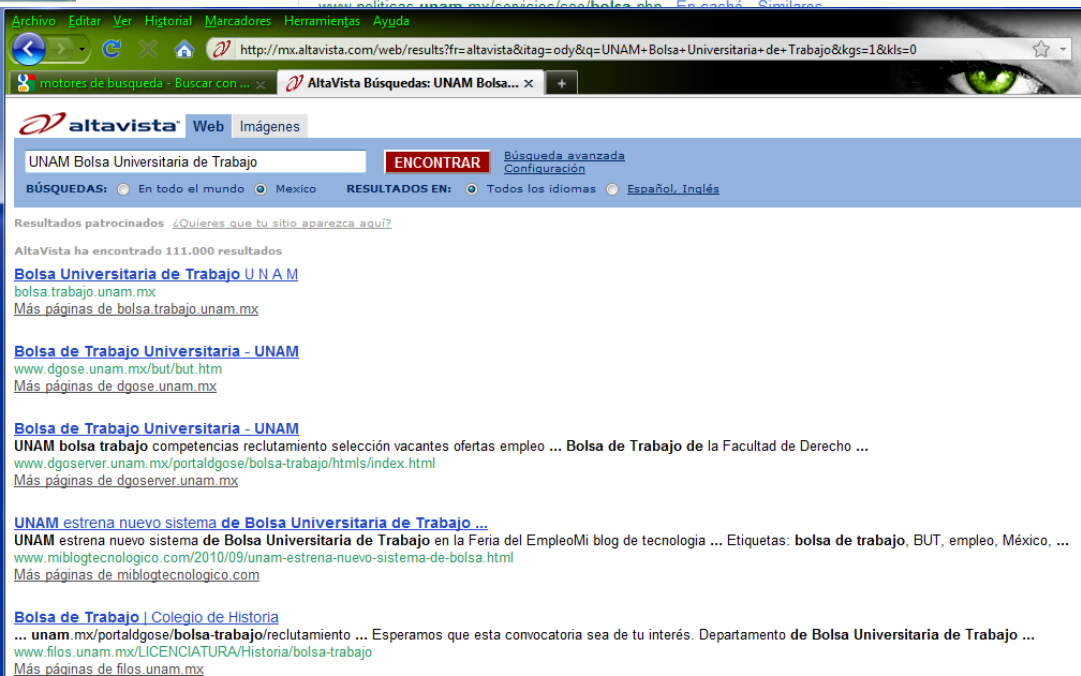 www.politicas.unam.mx/servicios/see/bolsa.php - En caché - Similares
Archivo Editar Ver Historial Marcadores Herramientas Ayuda
http://mx.altavista.com/web/results?fr=altavista&itag=ody&q=UNAM+Bolsa+Universitaria+de+Trabajo&kgs=1&kls=0
motores de busqueda - Buscar con ... AltaVista Búsquedas: UNAM Bolsa...
altavista Web Imágenes
UNAM Bolsa Universitaria de Trabajo ENCONTRAR Búsqueda avanzada
Configuración
BÚSQUEDAS: En todo el mundo Mexico RESULTADOS EN: Todos los idiomas Español, Inglés
Resultados patrocinados ¿Quieres que tu sitio aparezca aquí?
AltaVista ha encontrado 111.000 resultados
Bolsa Universitaria de Trabajo U N A M
bolsa.trabajo.unam.mx
Más páginas de bolsa.trabajo.unam.mx
Bolsa de Trabajo Universitaria - UNAM
www.dgose.unam.mx/but/but.htm
Más páginas de dgose.unam.mx
Bolsa de Trabajo Universitaria - UNAM
UNAM bolsa trabajo competencias reclutamiento selección vacantes ofertas empleo ... Bolsa de Trabajo de la Facultad de Derecho ...
www.dgoserver.unam.mx/portaldgose/bolsa-trabajo/htmls/index.html
Más páginas de dgoserver.unam.mx
UNAM estrena nuevo sistema de Bolsa Universitaria de Trabajo ...
UNAM estrena nuevo sistema de Bolsa Universitaria de Trabajo en la Feria del EmpleoMi blog de tecnologia ... Etiquetas: bolsa de trabajo, BUT, empleo, México, ...
www.miblogtecnologico.com/2010/09/unam-estrena-nuevo-sistema-de-bolsa.html
Más páginas de miblogtecnologico.com
Bolsa de Trabajo | Colegio de Historia
... unam.mx/portaldgose/bolsa-trabajo/reclutamiento ... Esperamos que esta convocatoria sea de tu interés. Departamento de Bolsa Universitaria de Trabajo ...
www.filos.unam.mx/LICENCIATURA/Historia/bolsa-trabajo
Más páginas de filos.unam.mx